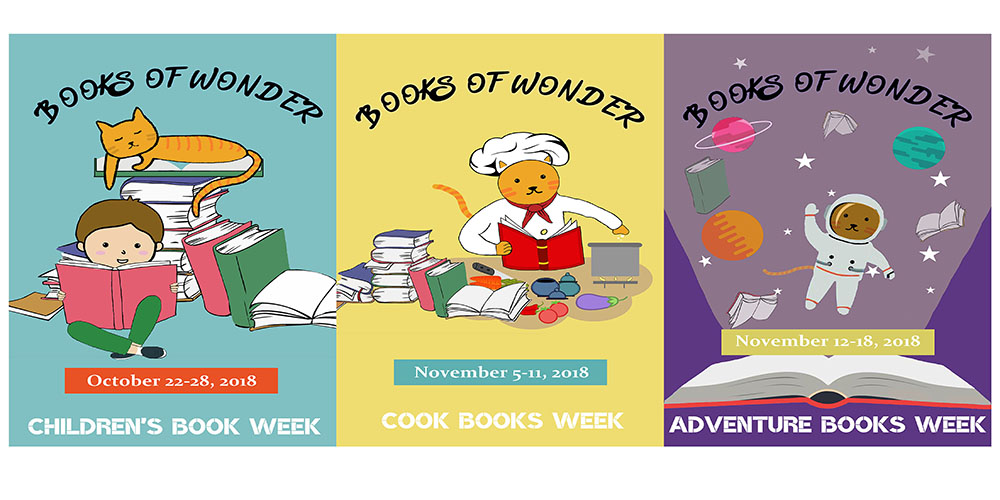 BOOKS OF WONDER
October 22-28, 2018
CHILDREN'S BOOK WEEK
BOOKS OF WONDER
November 5-11, 2018
COOK BOOKS WEEK
BOOKS OF WONDER
November 12-18, 2018
ADVENTURE BOOKS WEEK